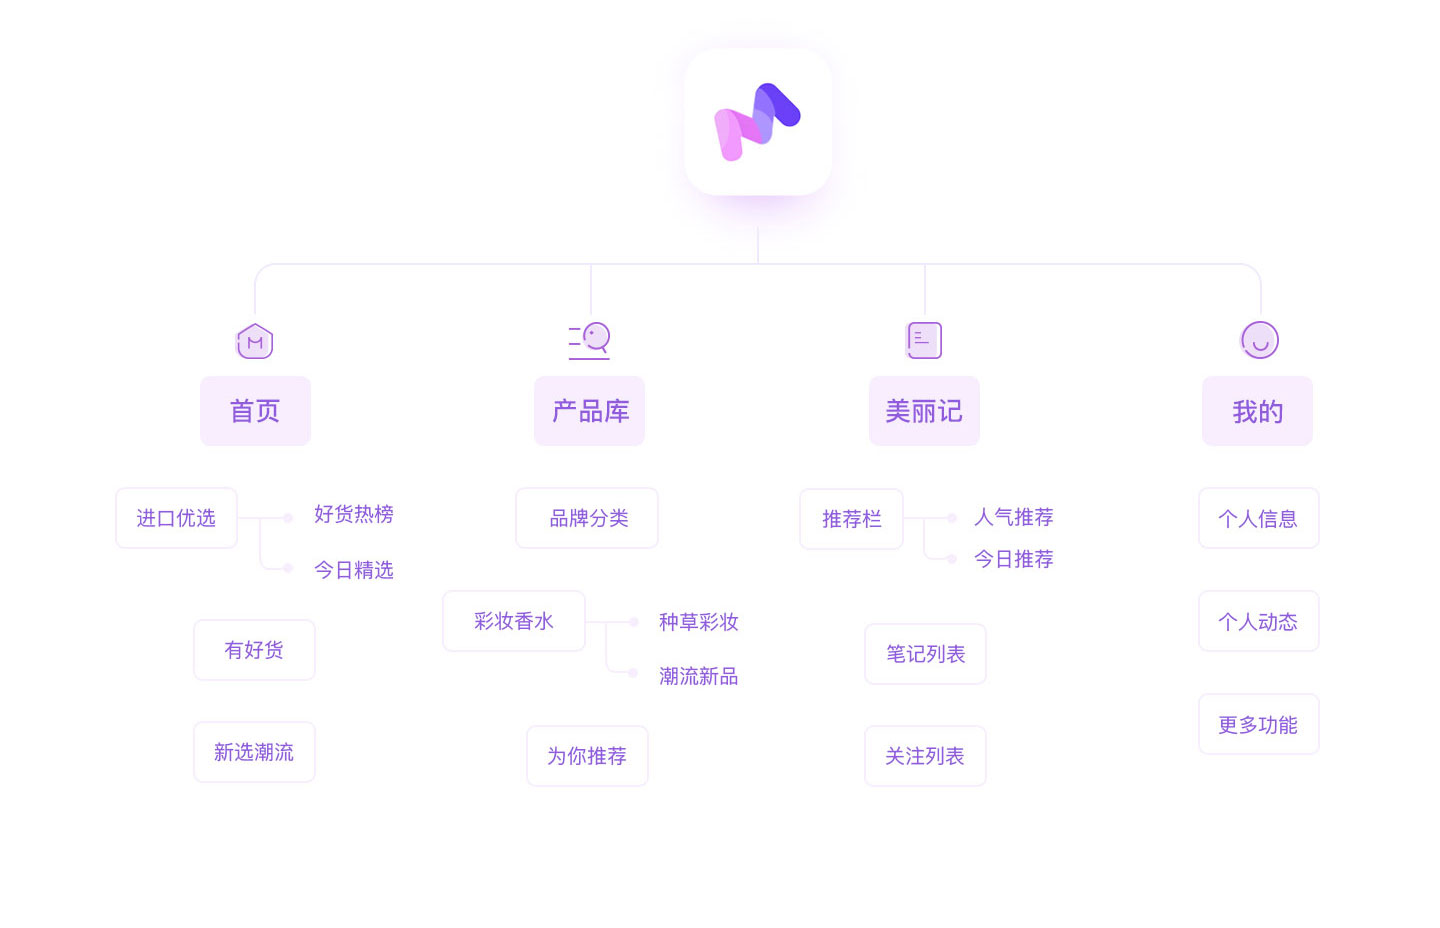 首页
产品库
美丽记
我的
进口优选
好货热榜
今日精选
有好货
新选潮流
品牌分类
彩妆香水
种草彩妆
潮流新品
为你推荐
推荐栏
人气推荐
今日推荐
笔记列表
关注列表
个人信息
个人动态
更多功能